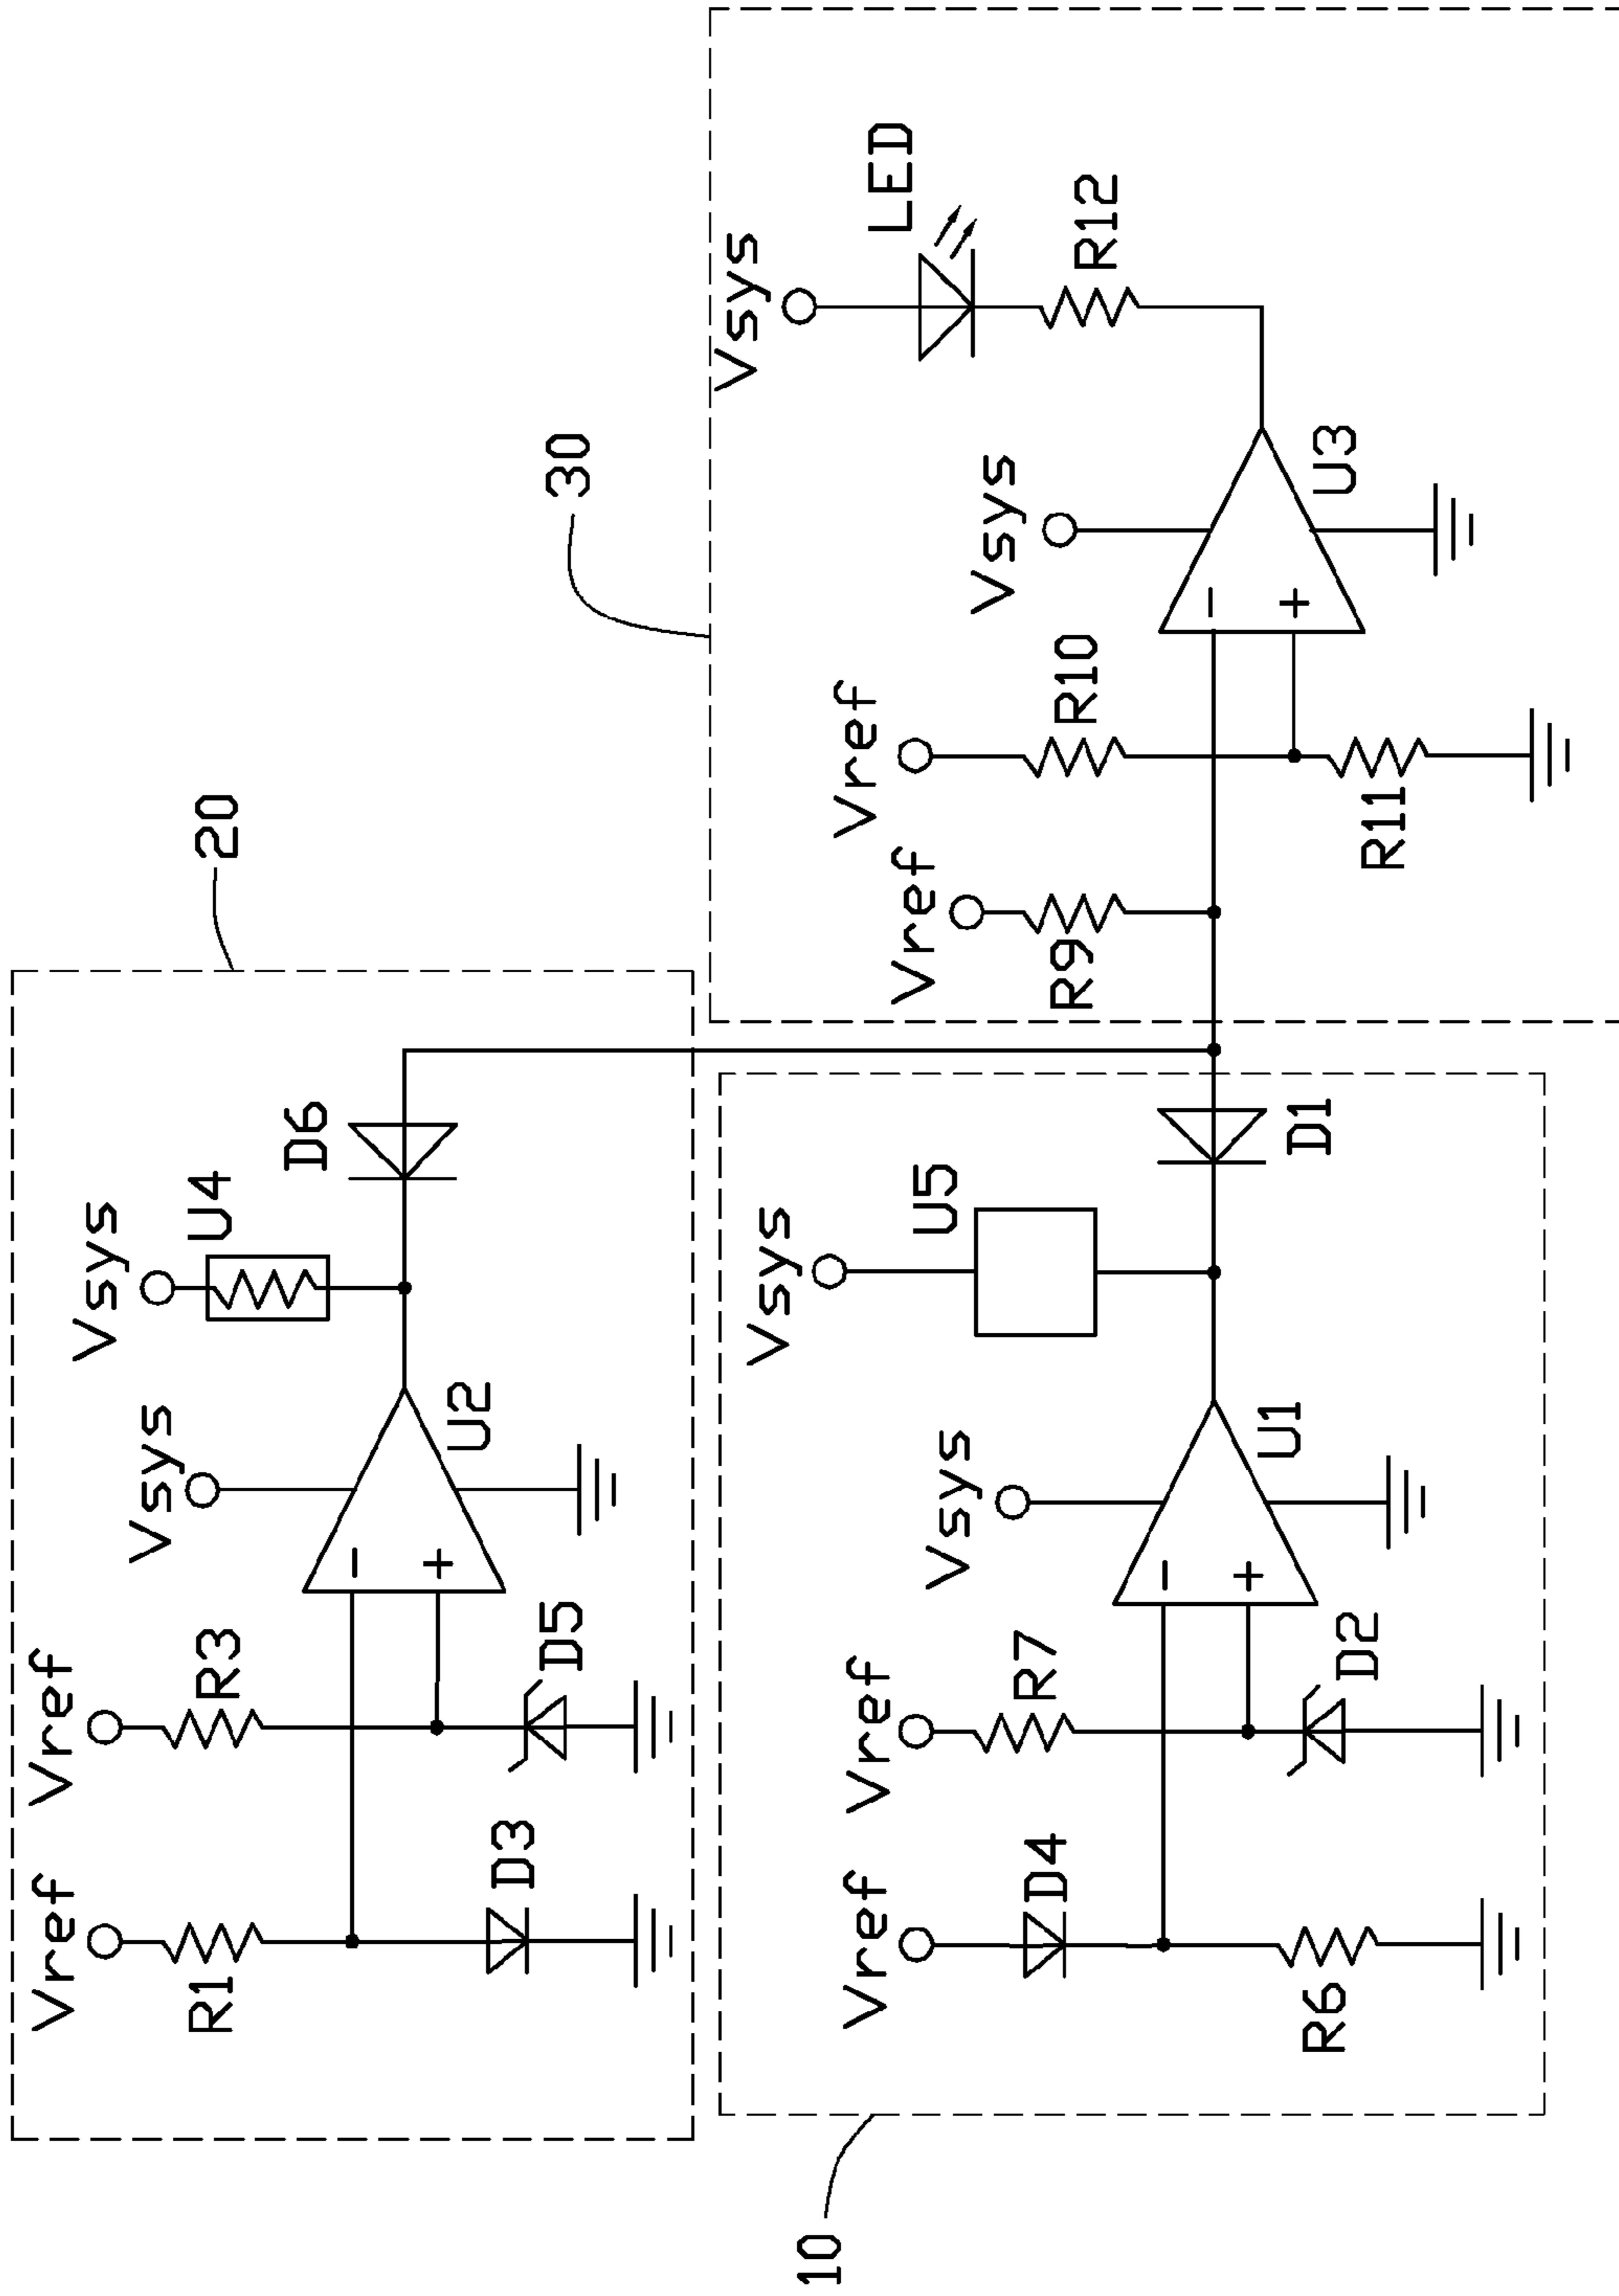 20
Vref
R1
D3
Vref
R3
D5
Vsys
U2
Vsys
U4
D6
10
Vref
D4
R6
Vref
R7
D2
Vsys
U1
Vsys
U5
D1
30
Vref
R9
Vref
R10
R11
Vsys
U3
Vsys
LED
R12